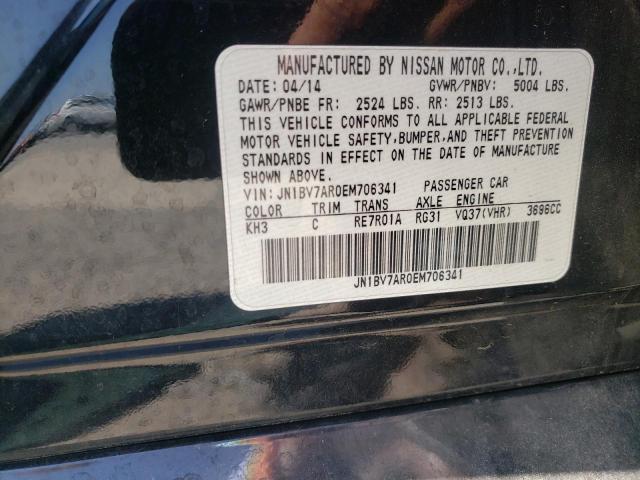 MANUFACTURED BY NISSAN MOTOR CO.,LTD.
DATE: 04/14 GVWR/PNBV: 5004 LBS.
GAWR/PNBE FR: 2524 LBS. RR: 2513 LBS.
THIS VEHICLE CONFORMS TO ALL APPLICABLE FEDERAL
MOTOR VEHICLE SAFETY,BUMPER,AND THEFT PREVENTION
STANDARDS IN EFFECT ON THE DATE OF MANUFACTURE
SHOWN ABOVE.
VIN: JN1BV7AR0EM706341 PASSENGER CAR
COLOR TRIM TRANS AXLE ENGINE
KH3 C RE7R01A RG31 VQ37(VHR) 3696CC
JN1BV7AR0EM706341